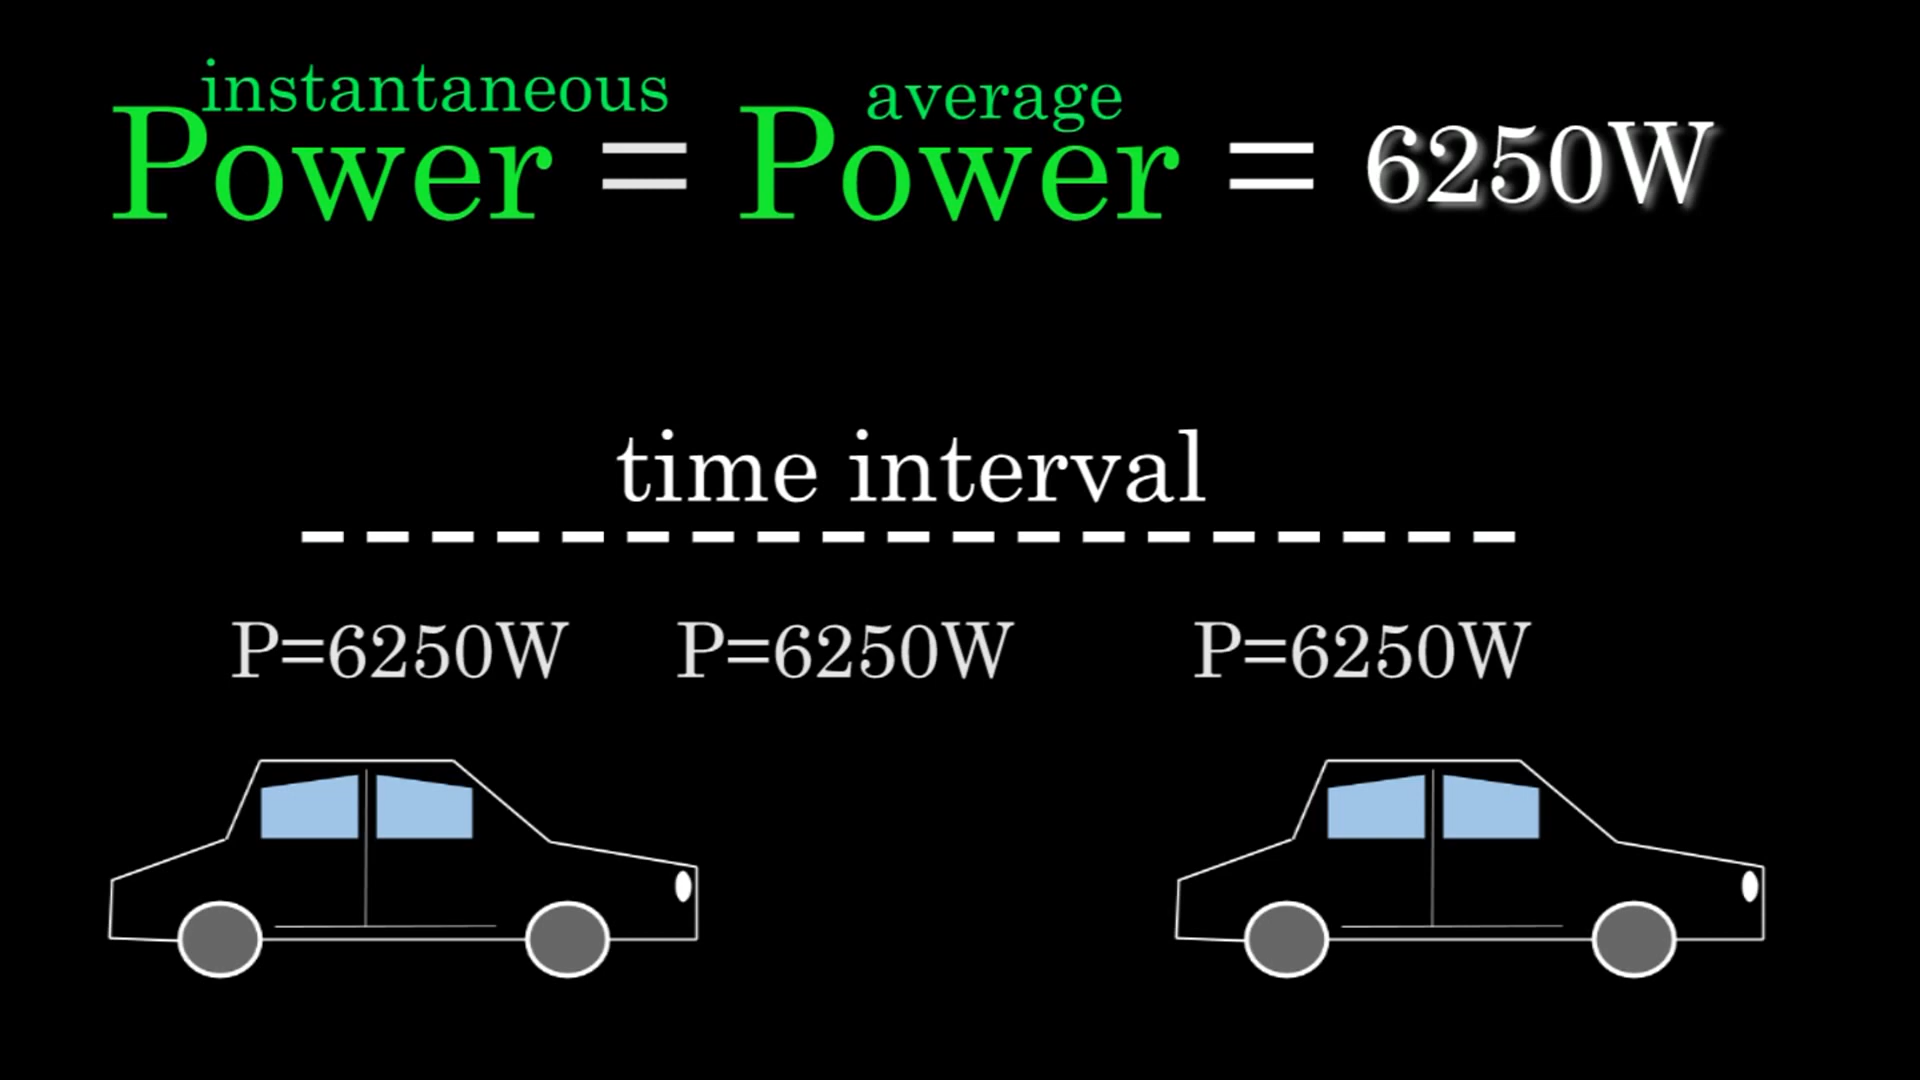 instantaneous average
Power = Power = 6250W
time interval
P=6250W P=6250W P=6250W